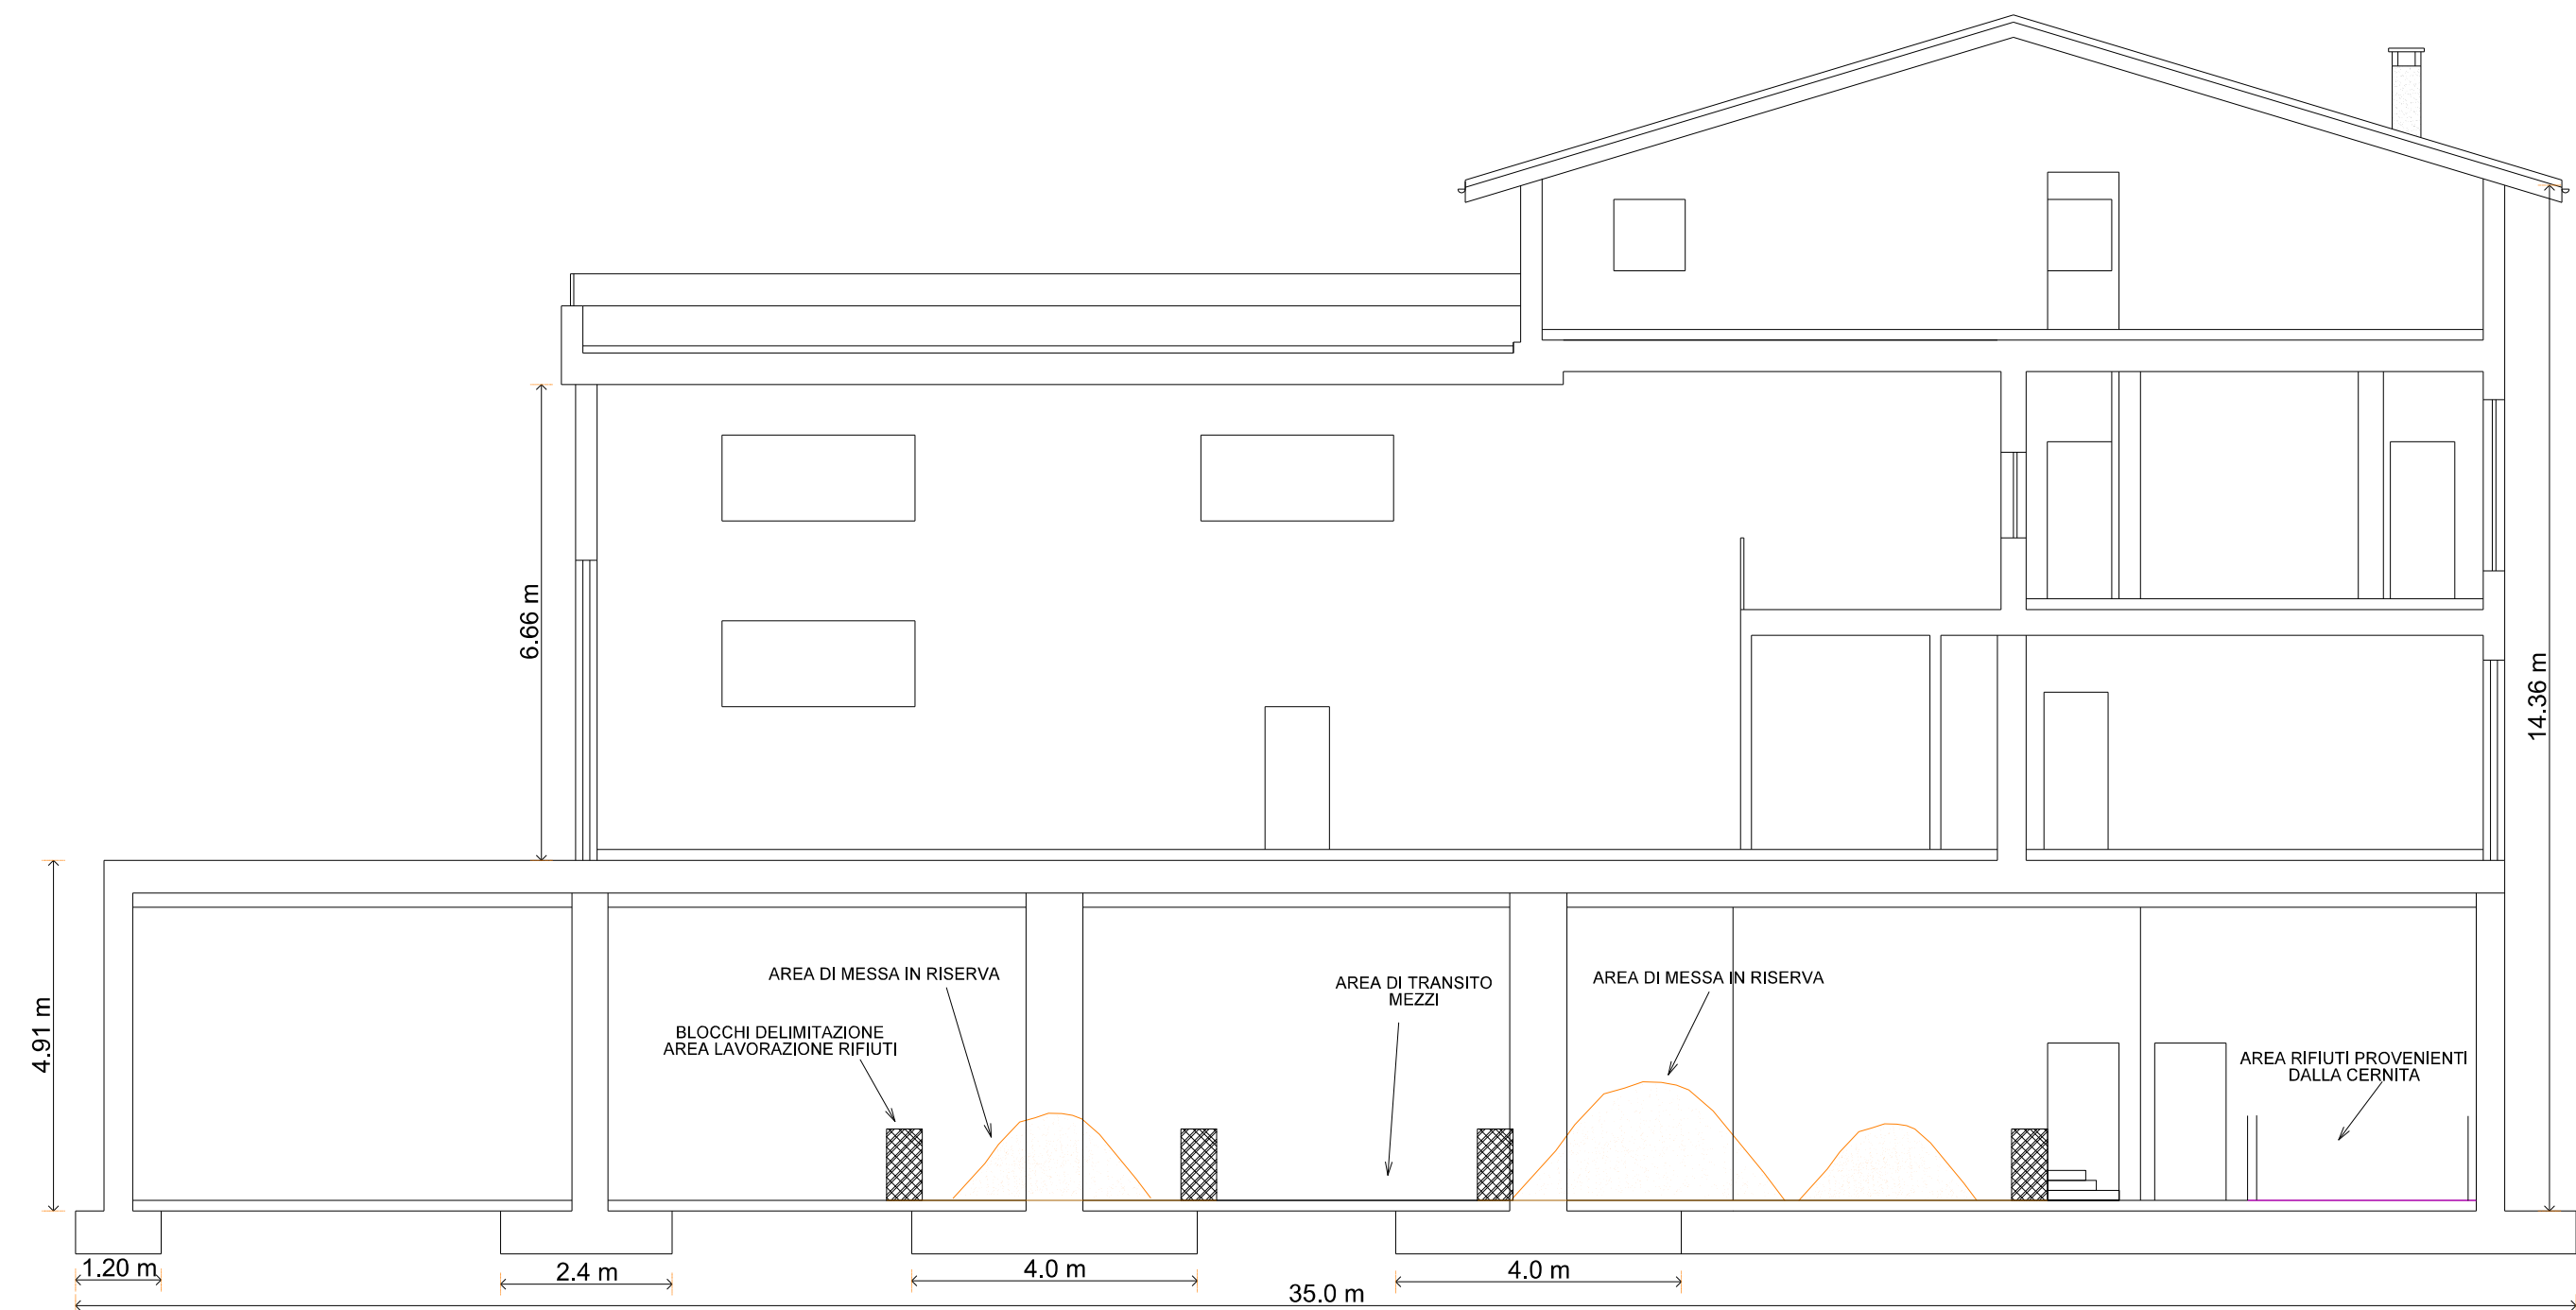 6.66 m
14.36 m
4.91 m
AREA DI MESSA IN RISERVA
BLOCCHI DELIMITAZIONE
AREA LAVORAZIONE RIFIUTI
AREA DI TRANSITO
MEZZI
AREA DI MESSA IN RISERVA
AREA RIFIUTI PROVENIENTI
DALLA CERNITA
1.20 m
2.4 m
4.0 m
4.0 m
35.0 m